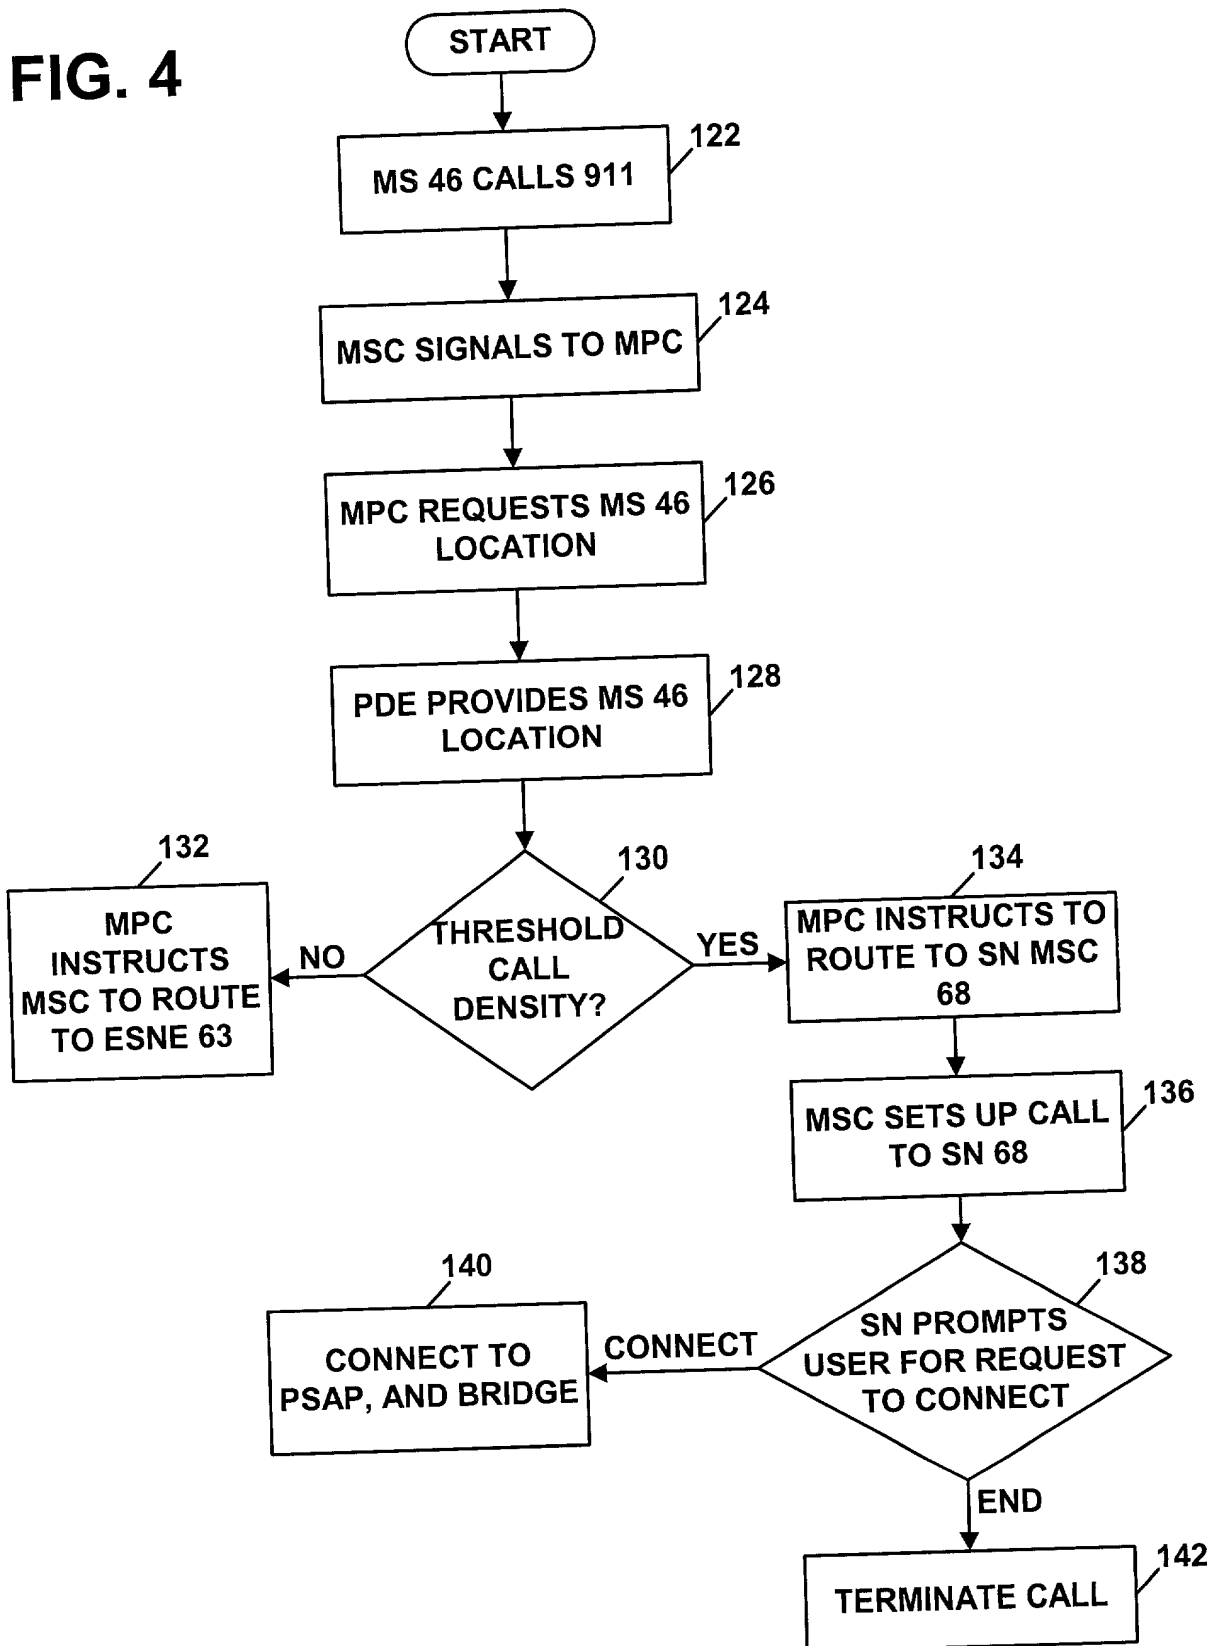 FIG. 4
START
122
MS 46 CALLS 911
124
MSC SIGNALS TO MPC
126
MPC REQUESTS MS 46
LOCATION
128
PDE PROVIDES MS 46
LOCATION
130
THRESHOLD
CALL
DENSITY?
NO
132
MPC
INSTRUCTS
MSC TO ROUTE
TO ESNE 63
YES
134
MPC INSTRUCTS TO
ROUTE TO SN MSC
68
136
MSC SETS UP CALL
TO SN 68
138
SN PROMPTS
USER FOR REQUEST
TO CONNECT
CONNECT
140
CONNECT TO
PSAP, AND BRIDGE
END
142
TERMINATE CALL